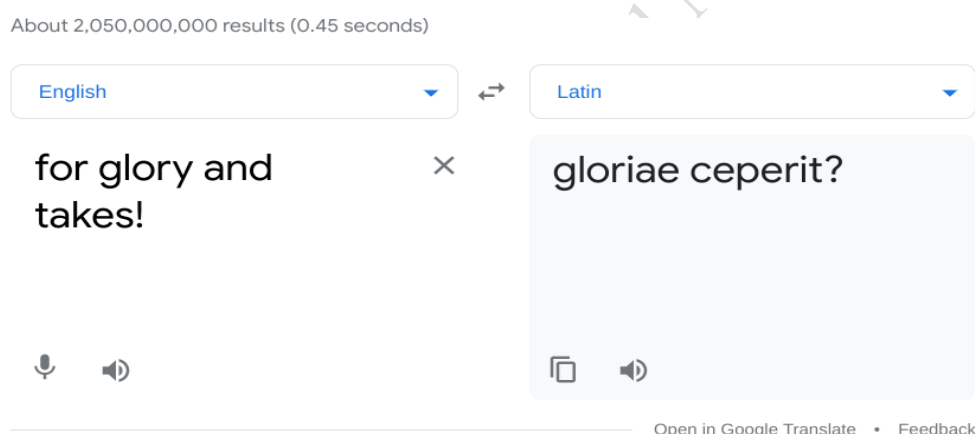 About 2,050,000,000 results (0.45 seconds)
English
Latin
for glory and
takes!
gloriae ceperit?
Open in Google Translate • Feedback